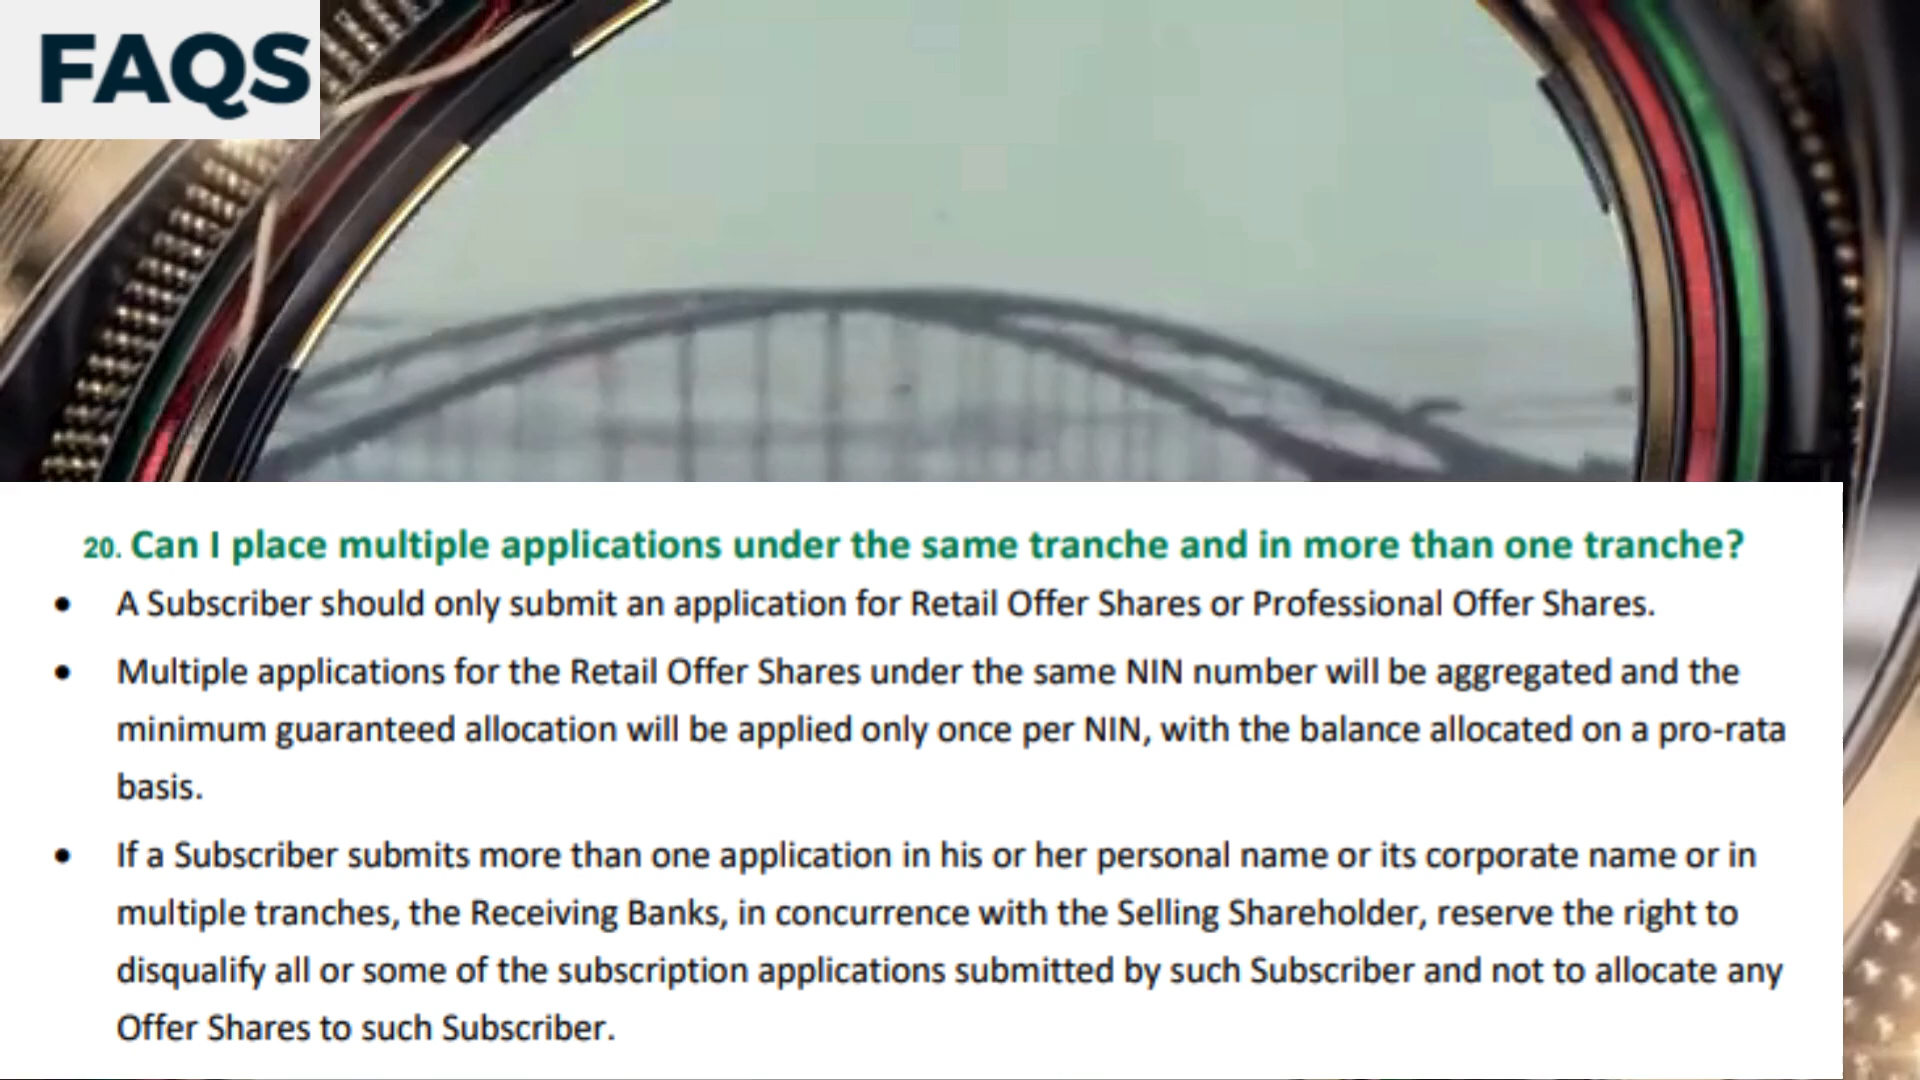 FAQS
20. Can I place multiple applications under the same tranche and in more than one tranche?
• A Subscriber should only submit an application for Retail Offer Shares or Professional Offer Shares.
• Multiple applications for the Retail Offer Shares under the same NIN number will be aggregated and the
minimum guaranteed allocation will be applied only once per NIN, with the balance allocated on a pro-rata
basis.
• If a Subscriber submits more than one application in his or her personal name or its corporate name or in
multiple tranches, the Receiving Banks, in concurrence with the Selling Shareholder, reserve the right to
disqualify all or some of the subscription applications submitted by such Subscriber and not to allocate any
Offer Shares to such Subscriber.